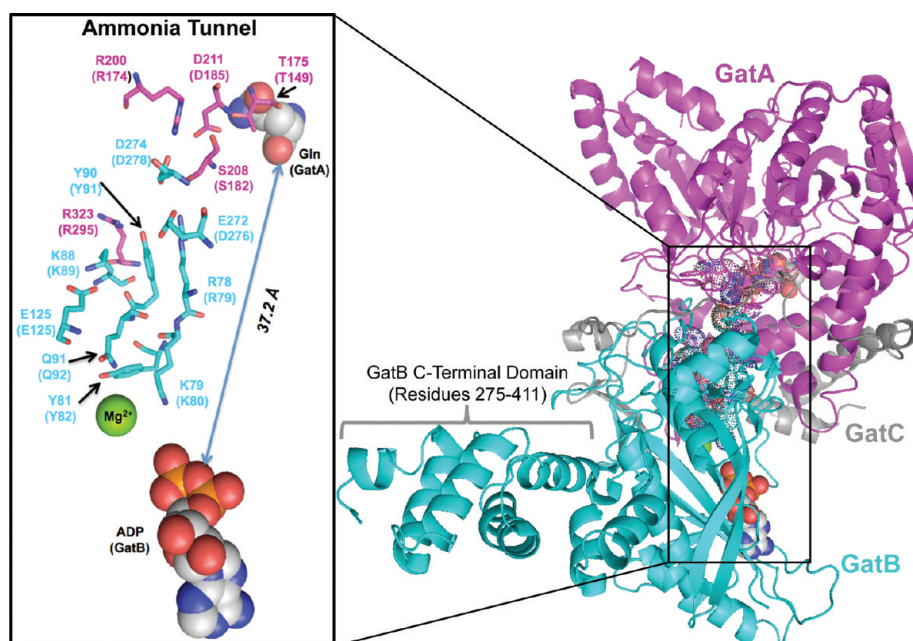 Ammonia Tunnel
R200
(R174)
D211
(D185)
T175
(T149)
D274
(D278)
Gln
(GatA)
S208
(S182)
Y90
(Y91)
R323
(R295)
E272
(D276)
K88
(K89)
R78
(R79)
37.2 A
E125
(E125)
Q91
(Q92)
K79
(K80)
Y81
(Y82)
Mg2+
ADP
(GatB)
GatA
GatB C-Terminal Domain
(Residues 275-411)
GatC
GatB